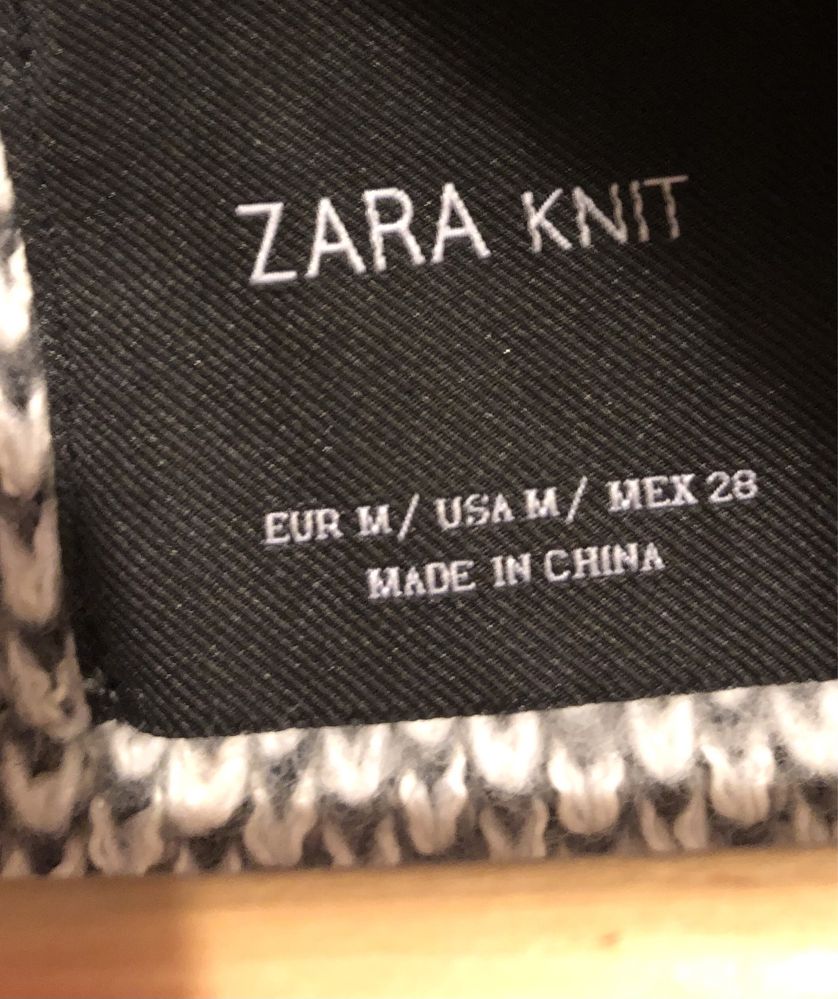 ZARA KNIT
EUR M/ USA M/ MEX 28
MADE IN CHINA